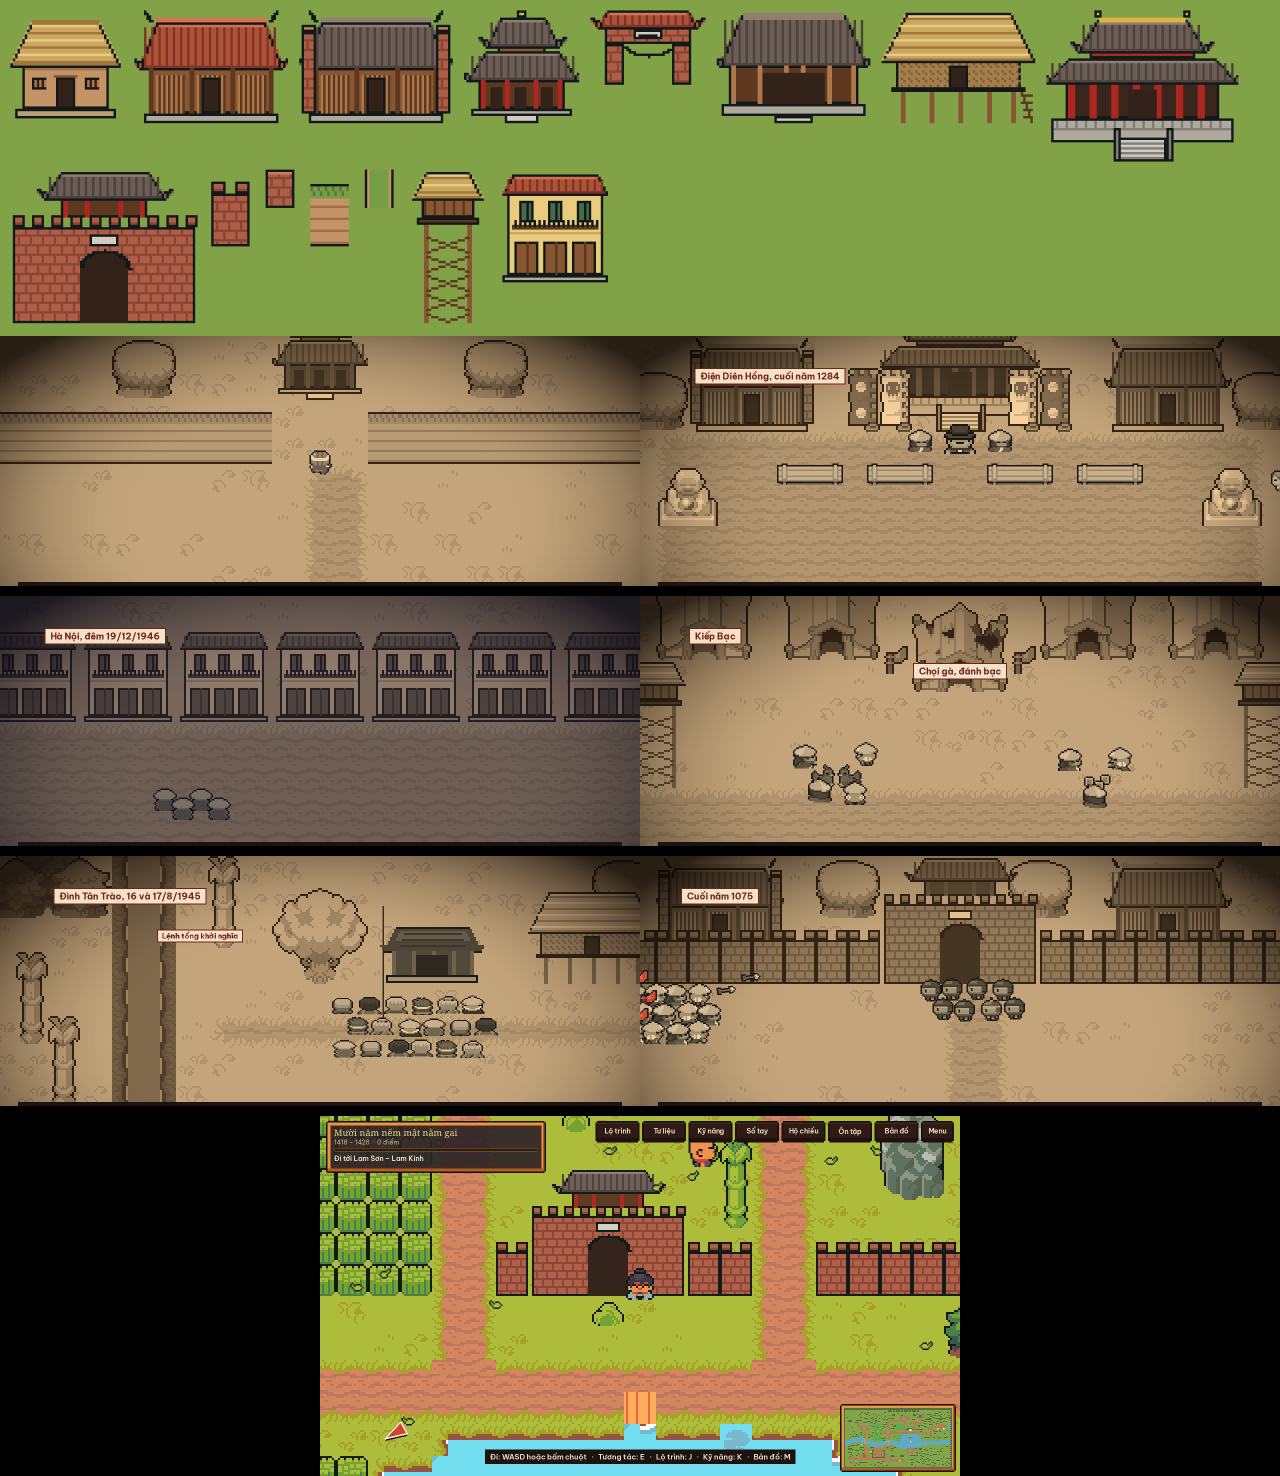 Điện Diên Hồng, cuối năm 1284
Hà Nội, đêm 19/12/1946
Kiếp Bạc
Chọi gà, đánh bạc
Đình Tân Trào, 16 và 17/8/1945
Lệnh tổng khởi nghĩa
Cuối năm 1075
Mười năm nếm mật nằm gai
1418 – 1428 · 0 điểm
Đi tới Lam Sơn – Lam Kinh
Lộ trình
Tư liệu
Kỹ năng
Sổ tay
Hộ chiếu
Ôn tập
Bản đồ
Menu
Đi: WASD hoặc bấm chuột · Tương tác: E · Lộ trình: J · Kỹ năng: K · Bản đồ: M